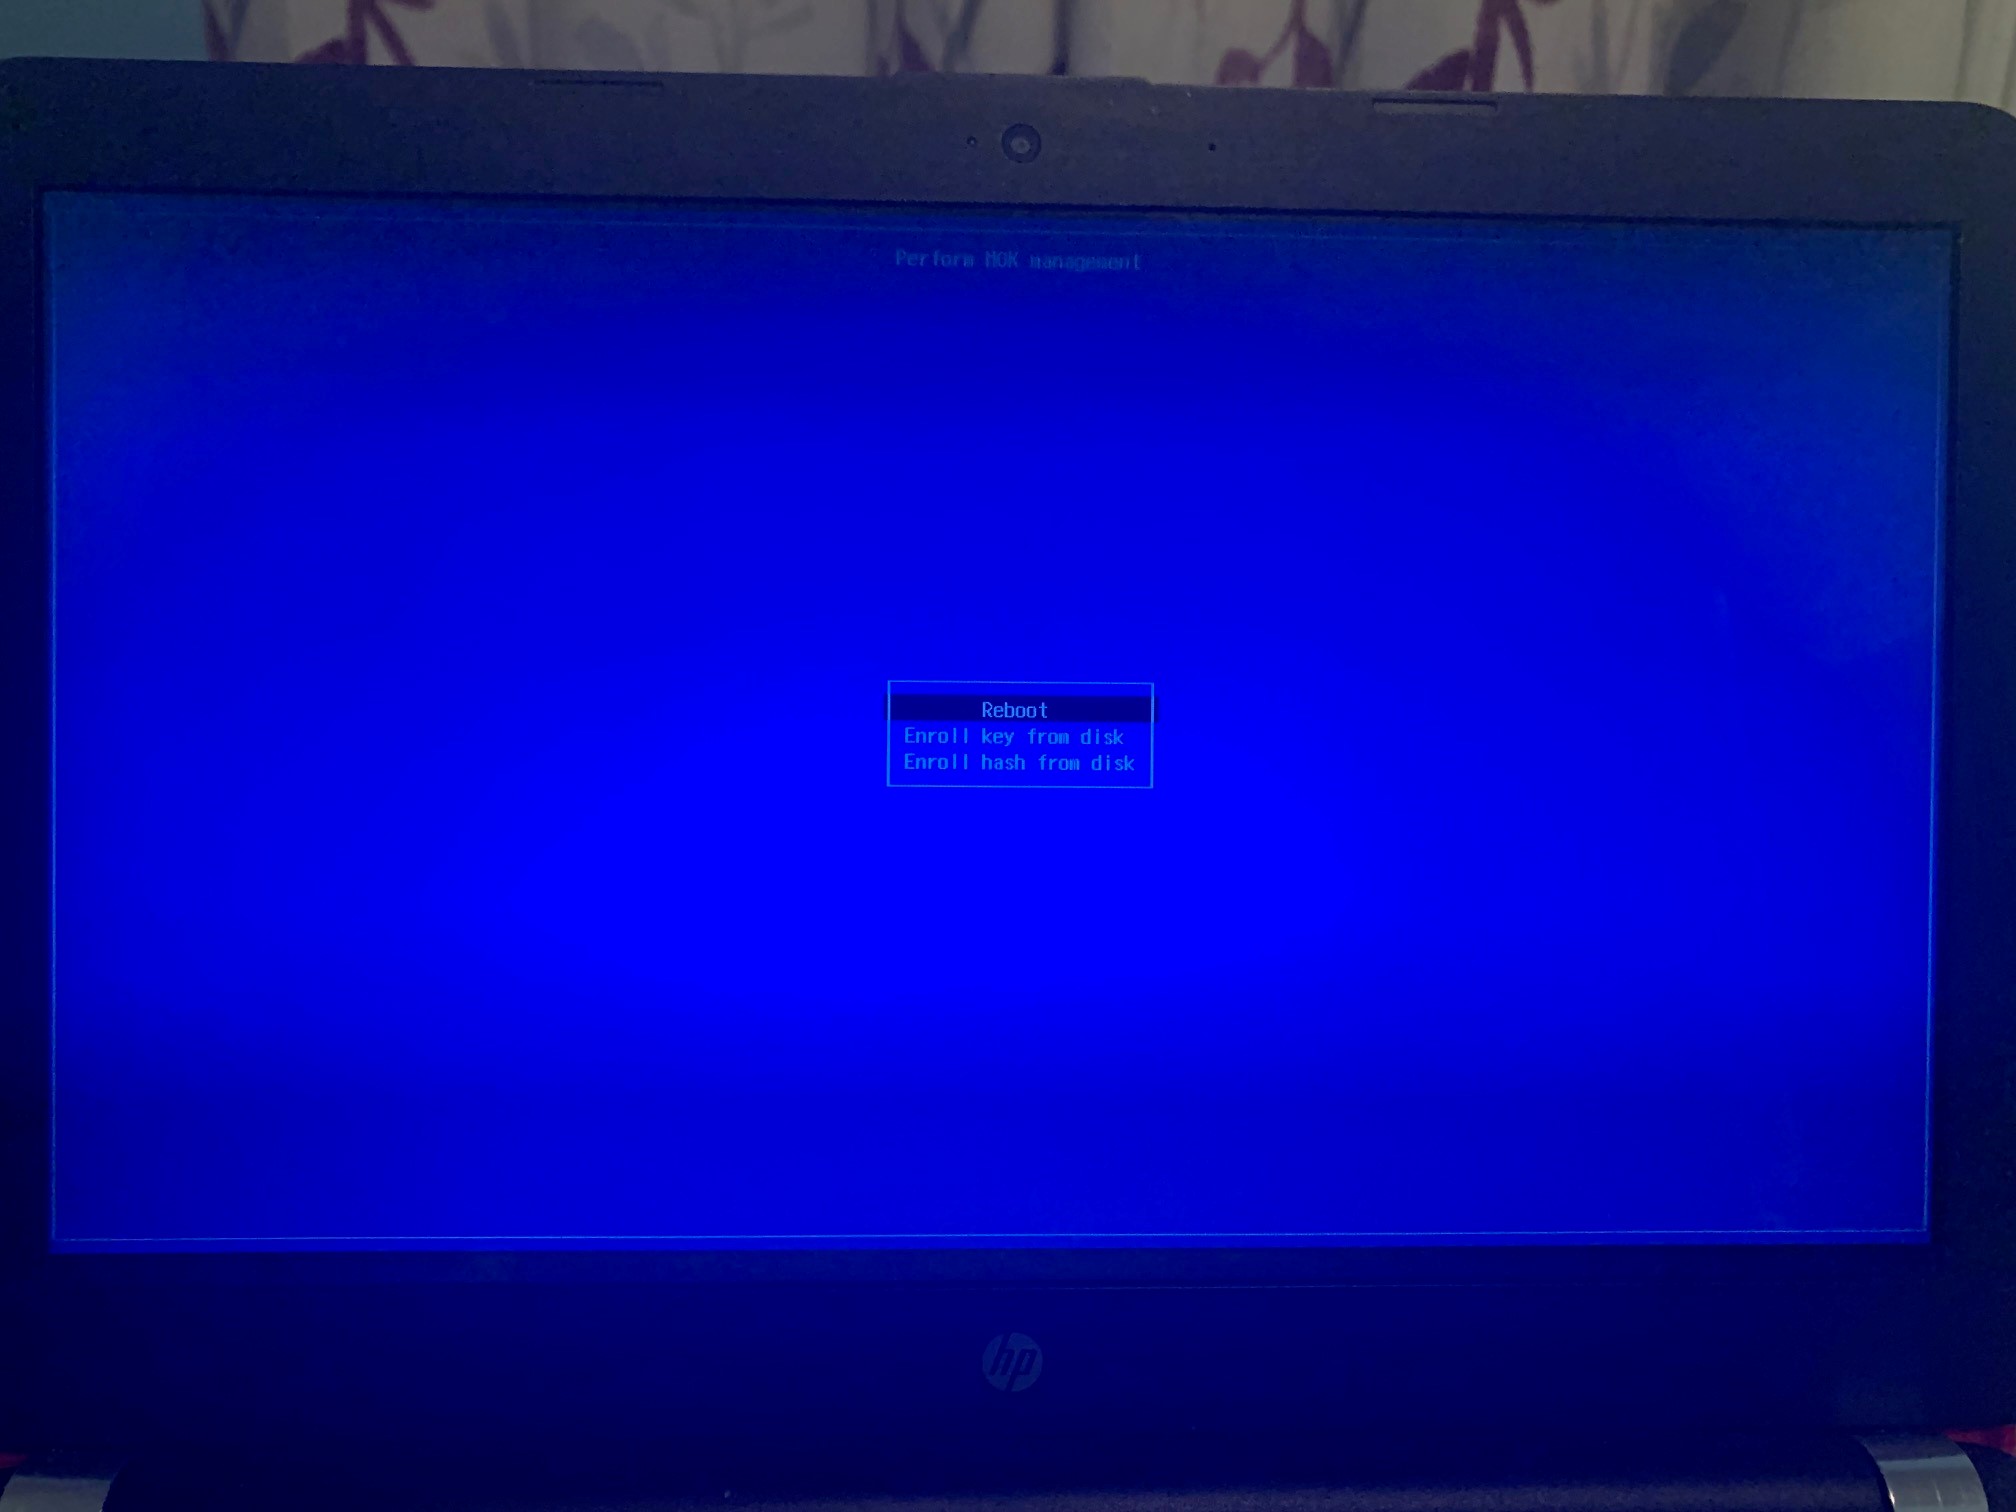 Perform MOK management
Reboot
Enroll key from disk
Enroll hash from disk
hp